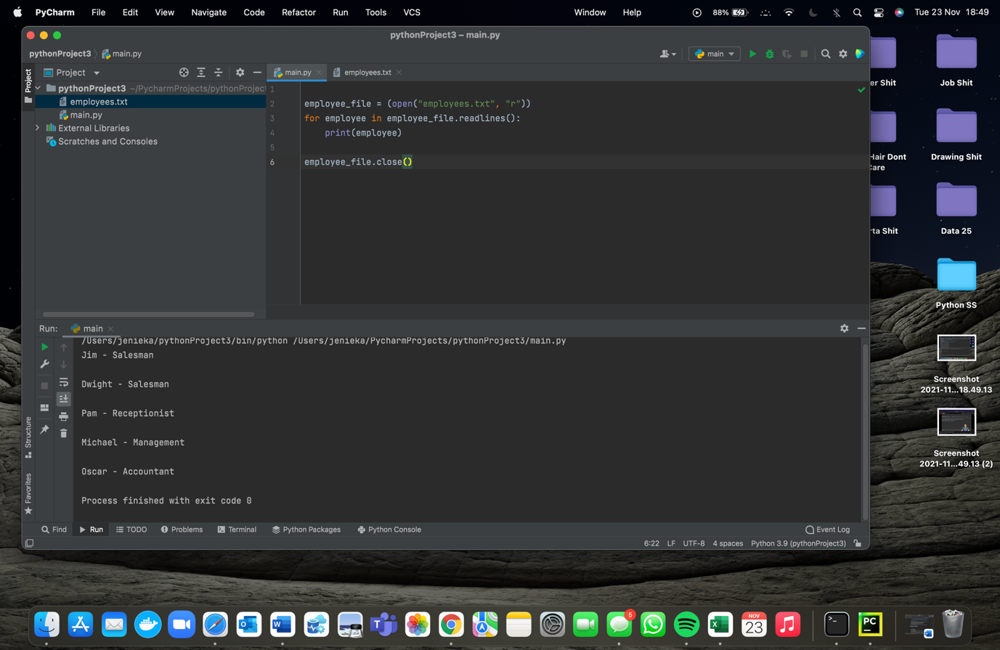 PyCharm File Edit View Navigate Code Refactor Run Tools VCS Window Help 88% Tue 23 Nov 18:49
pythonProject3 – main.py
pythonProject3 main.py main
Project main.py employees.txt
Project
pythonProject3 ~/PycharmProjects/pythonProject
employees.txt
main.py
External Libraries
Scratches and Consoles
1
2 employee_file = (open("employees.txt", "r"))
3 for employee in employee_file.readlines():
4 print(employee)
5
6 employee_file.close()
Run: main
/Users/jenieka/pythonProject3/bin/python /Users/jenieka/PycharmProjects/pythonProject3/main.py
Jim - Salesman
Dwight - Salesman
Pam - Receptionist
Michael - Management
Oscar - Accountant
Process finished with exit code 0
Structure
Favorites
Find Run TODO Problems Terminal Python Packages Python Console Event Log
6:22 LF UTF-8 4 spaces Python 3.9 (pythonProject3)
er Shit
Job Shit
Hair Dont
Care
Drawing Shit
rta Shit
Data 25
Python SS
Screenshot
2021-11...18.49.13
Screenshot
2021-11...49.13 (2)
5
NOV
23
PC